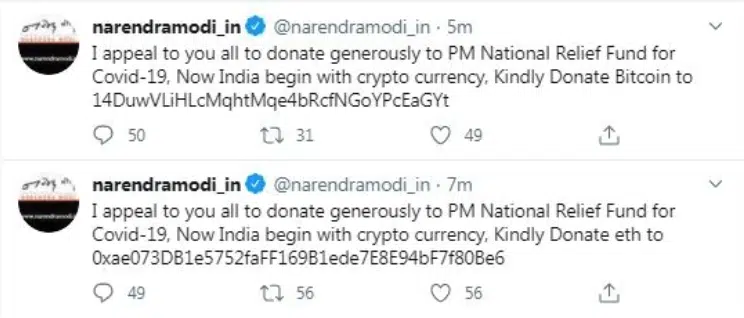 narendramodi_in @narendramodi_in · 5m
I appeal to you all to donate generously to PM National Relief Fund for
Covid-19, Now India begin with crypto currency, Kindly Donate Bitcoin to
14DuwVLiHLcMqhtMqe4bRcfNGoYPcEaGYt
50 31 49
narendramodi_in @narendramodi_in · 7m
I appeal to you all to donate generously to PM National Relief Fund for
Covid-19, Now India begin with crypto currency, Kindly Donate eth to
0xae073DB1e5752faFF169B1ede7E8E94bF7f80Be6
49 56 56